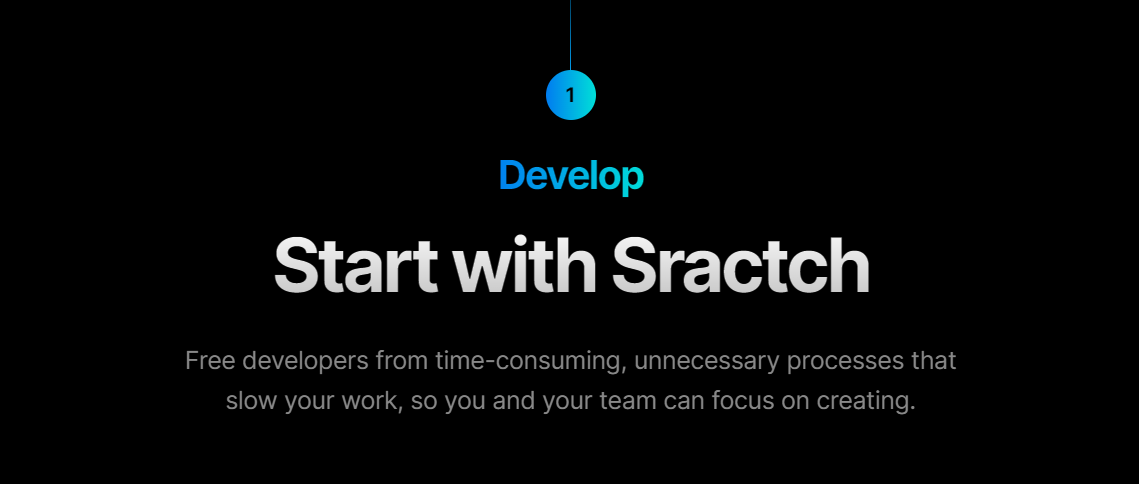 1
Develop
Start with Sractch
Free developers from time-consuming, unnecessary processes that
slow your work, so you and your team can focus on creating.